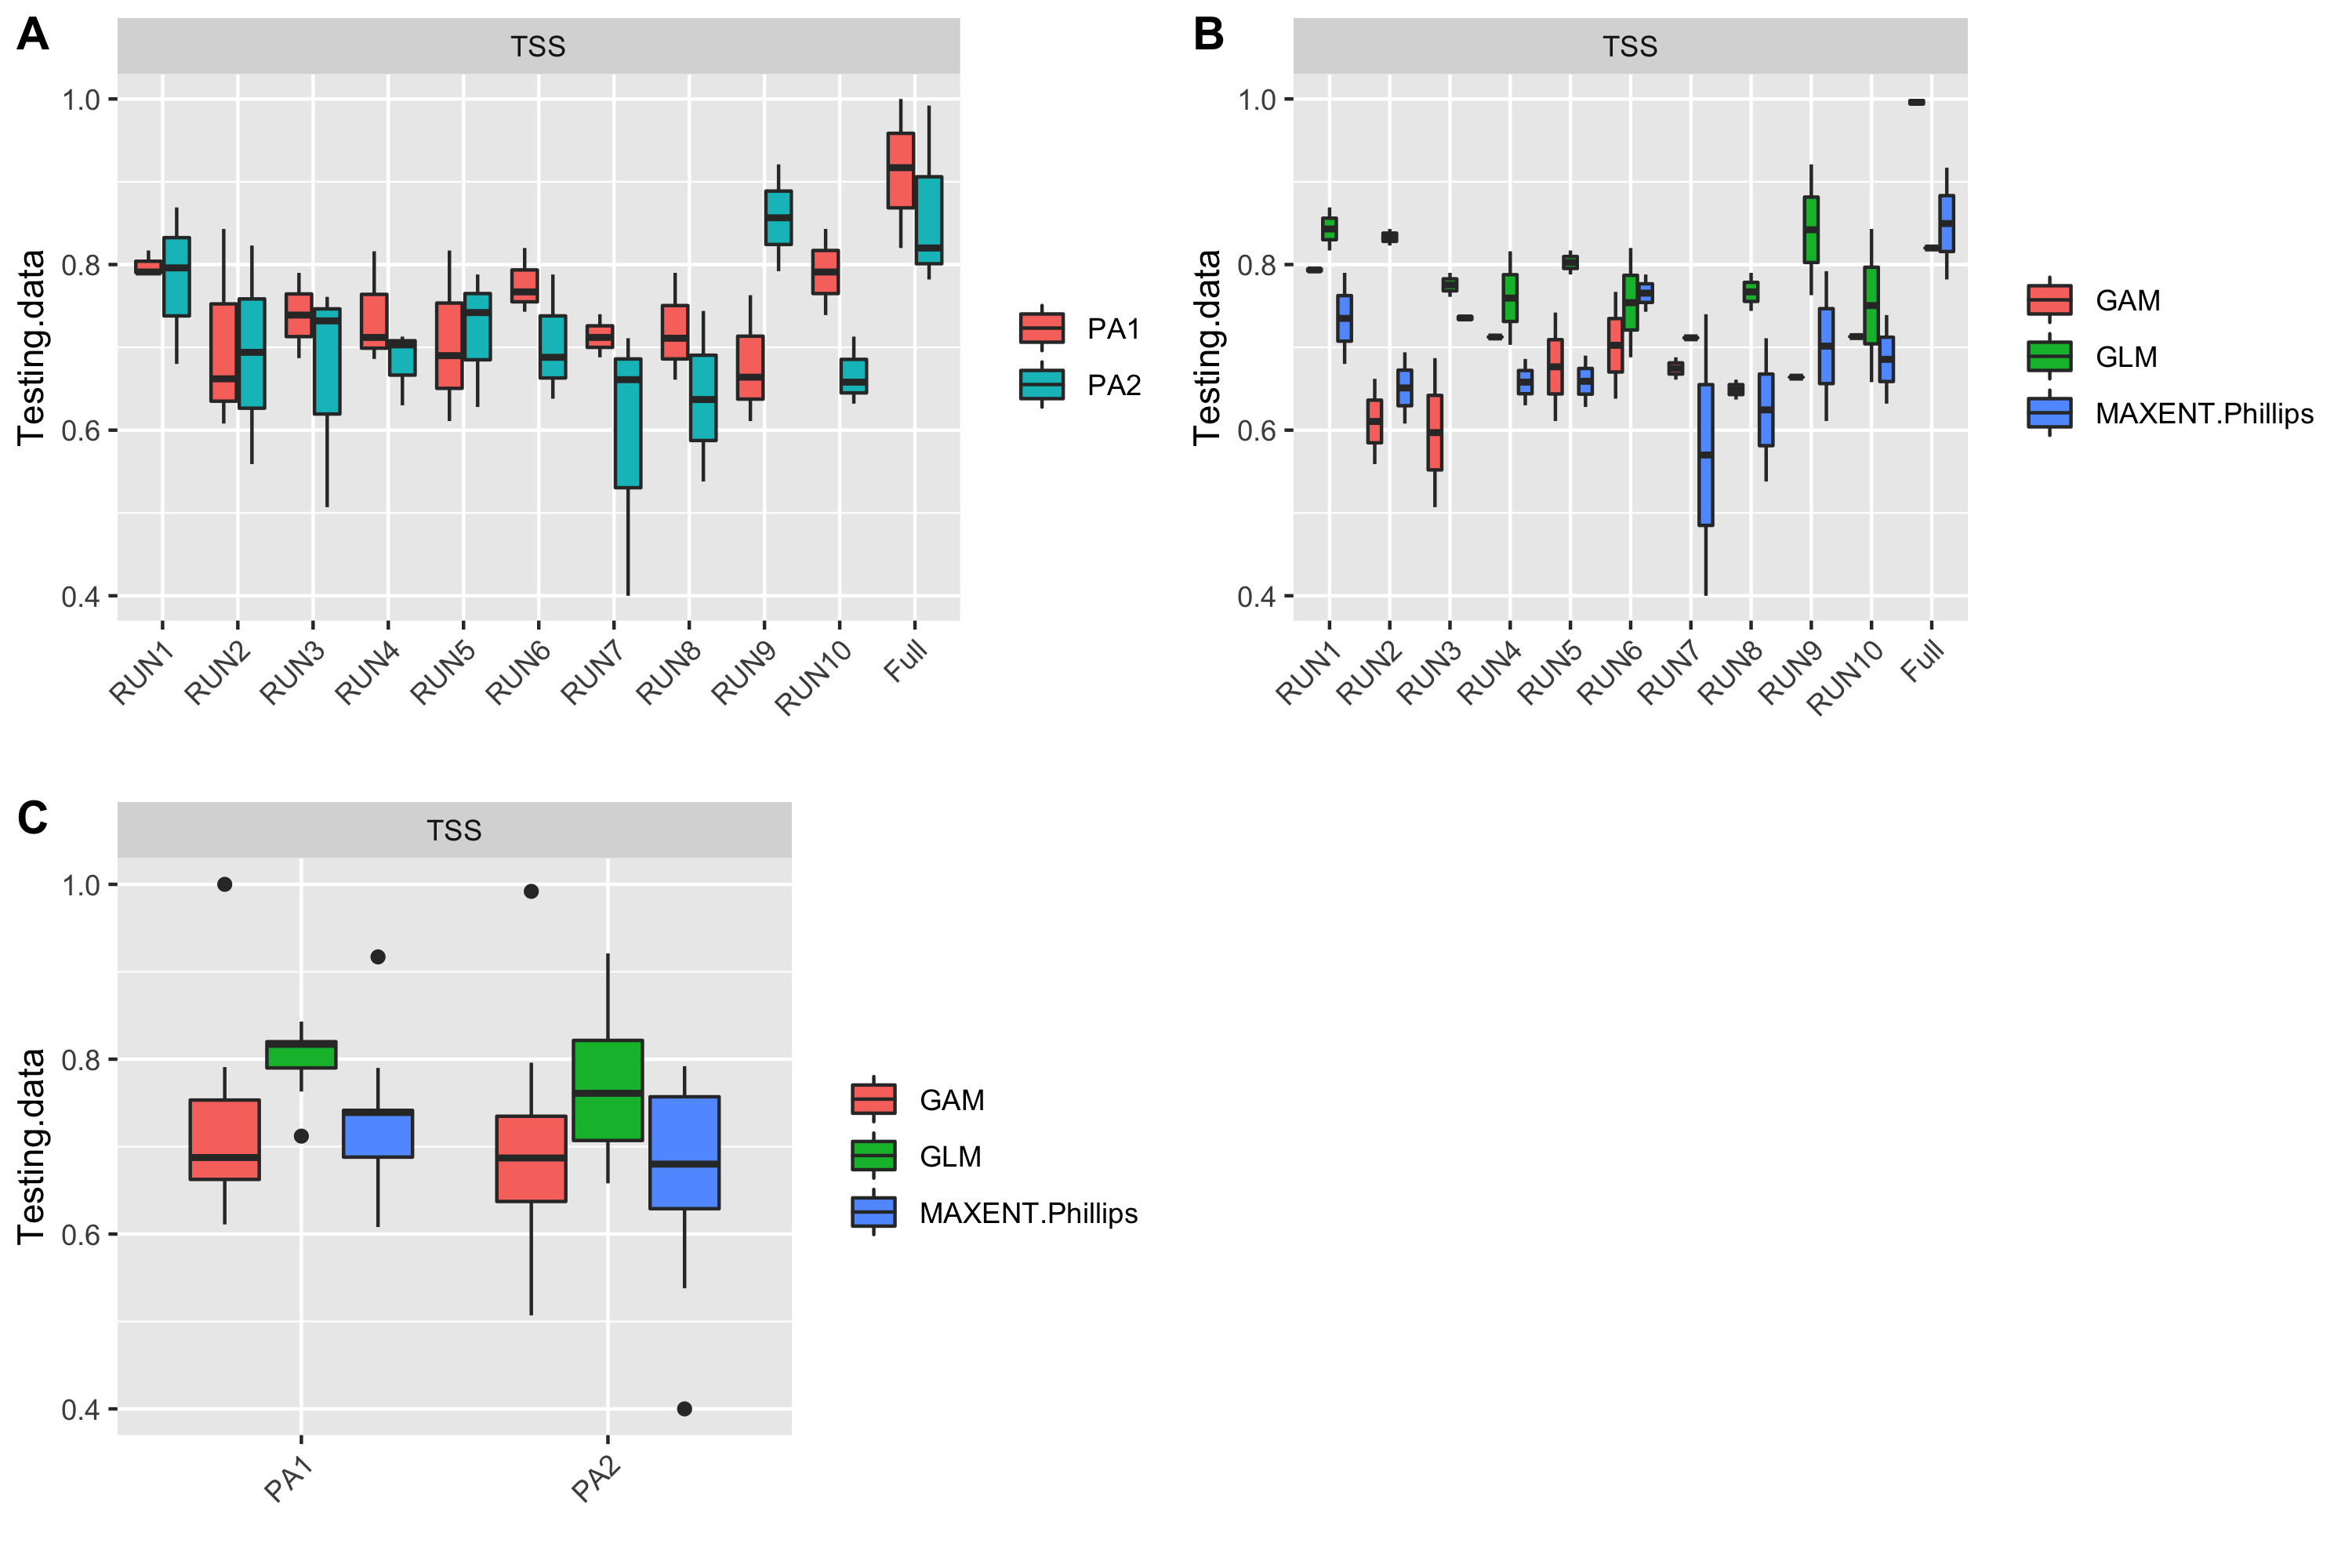 A
TSS
Testing.data
1.0
0.8
0.6
0.4
RUN1
RUN2
RUN3
RUN4
RUN5
RUN6
RUN7
RUN8
RUN9
RUN10
Full
PA1
PA2
B
TSS
Testing.data
1.0
0.8
0.6
0.4
RUN1
RUN2
RUN3
RUN4
RUN5
RUN6
RUN7
RUN8
RUN9
RUN10
Full
GAM
GLM
MAXENT.Phillips
C
TSS
Testing.data
1.0
0.8
0.6
0.4
PA1
PA2
GAM
GLM
MAXENT.Phillips